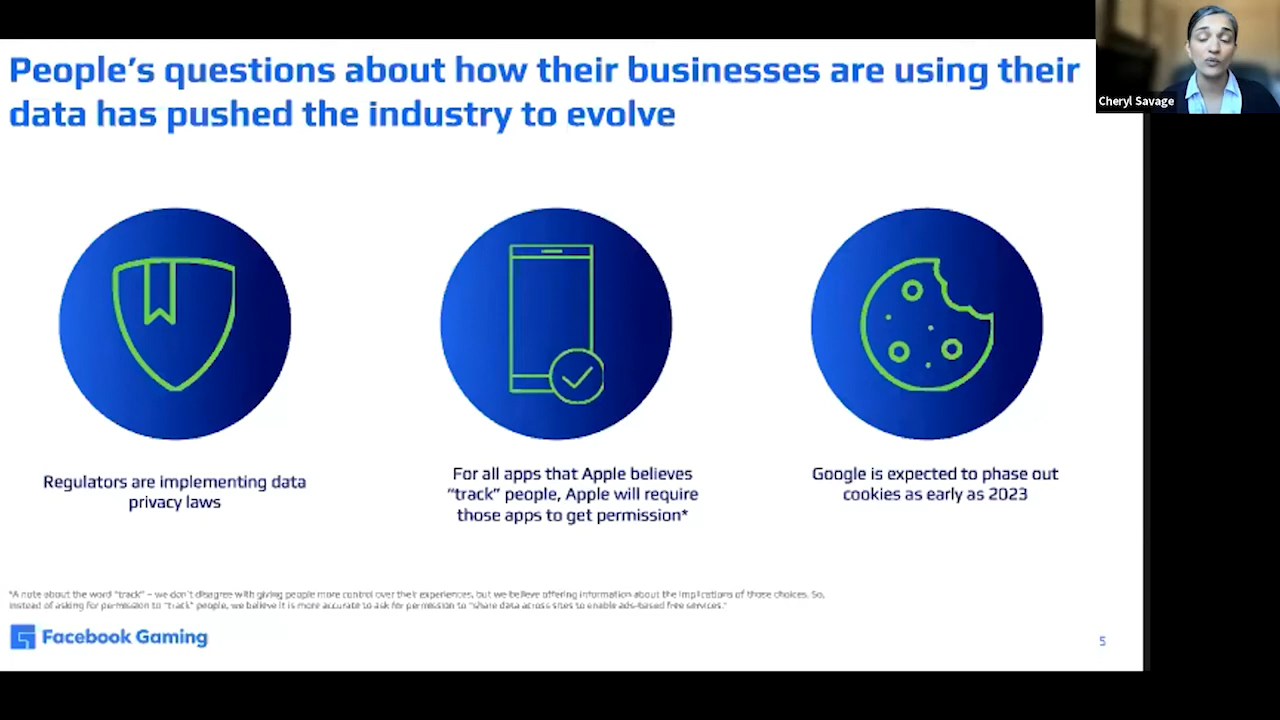 People's questions about how their businesses are using their
data has pushed the industry to evolve
Cheryl Savage
Regulators are implementing data
privacy laws
For all apps that Apple believes
"track" people, Apple will require
those apps to get permission*
Google is expected to phase out
cookies as early as 2023
*A note about the word "track" – we don't disagree with giving people more control over their experiences, but we believe offering information about the implications of those choices. So,
instead of asking for permission to "track" people, we believe it is more accurate to ask for permission to "share data across sites to enable ads-based free services."
Facebook Gaming
5